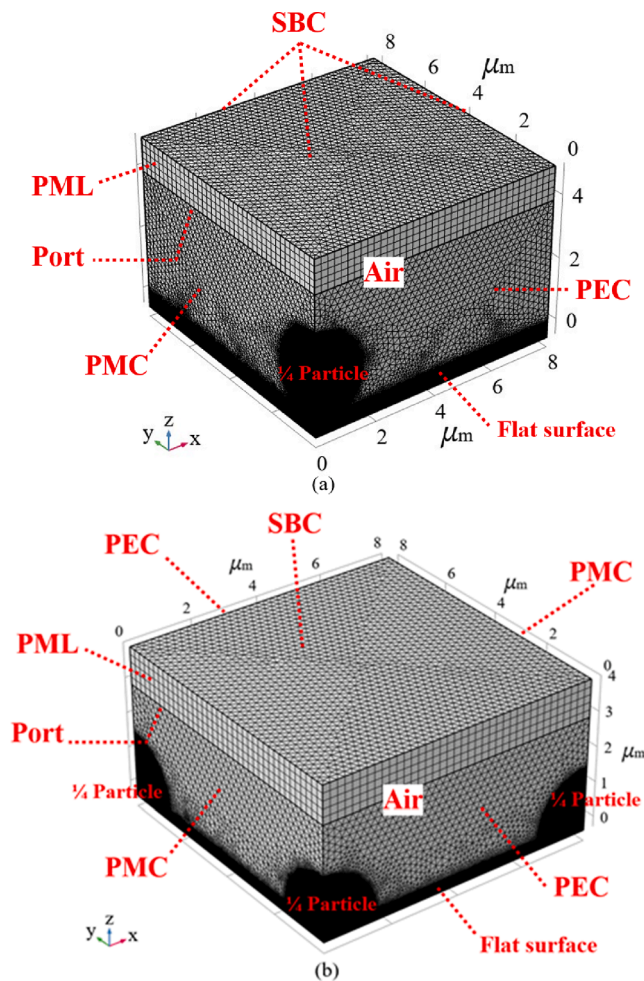 SBC
8
6
μm
4
2
0
PML
4
Port
Air
2
PEC
0
PMC
¼ Particle
8
6
4
z
y x
μm
2
Flat surface
0
(a)
SBC
PEC
8 8
6
μm
6
μm
PMC
4
4
2
2
0
PML
0
4
3
Port
2
μm
¼ Particle
Air
1
¼ Particle
0
PMC
PEC
¼ Particle
z
y x
Flat surface
(b)